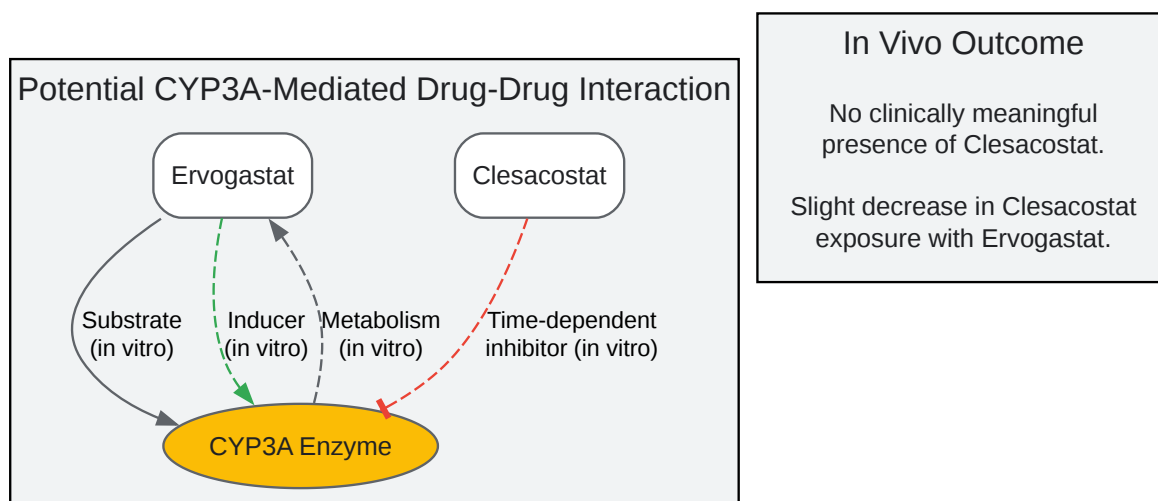 Potential CYP3A-Mediated Drug-Drug Interaction
Ervogastat
Clesacostat
Substrate
(in vitro)
Inducer
(in vitro)
Metabolism
(in vitro)
Time-dependent
inhibitor (in vitro)
CYP3A Enzyme
In Vivo Outcome
No clinically meaningful
presence of Clesacostat.
Slight decrease in Clesacostat
exposure with Ervogastat.